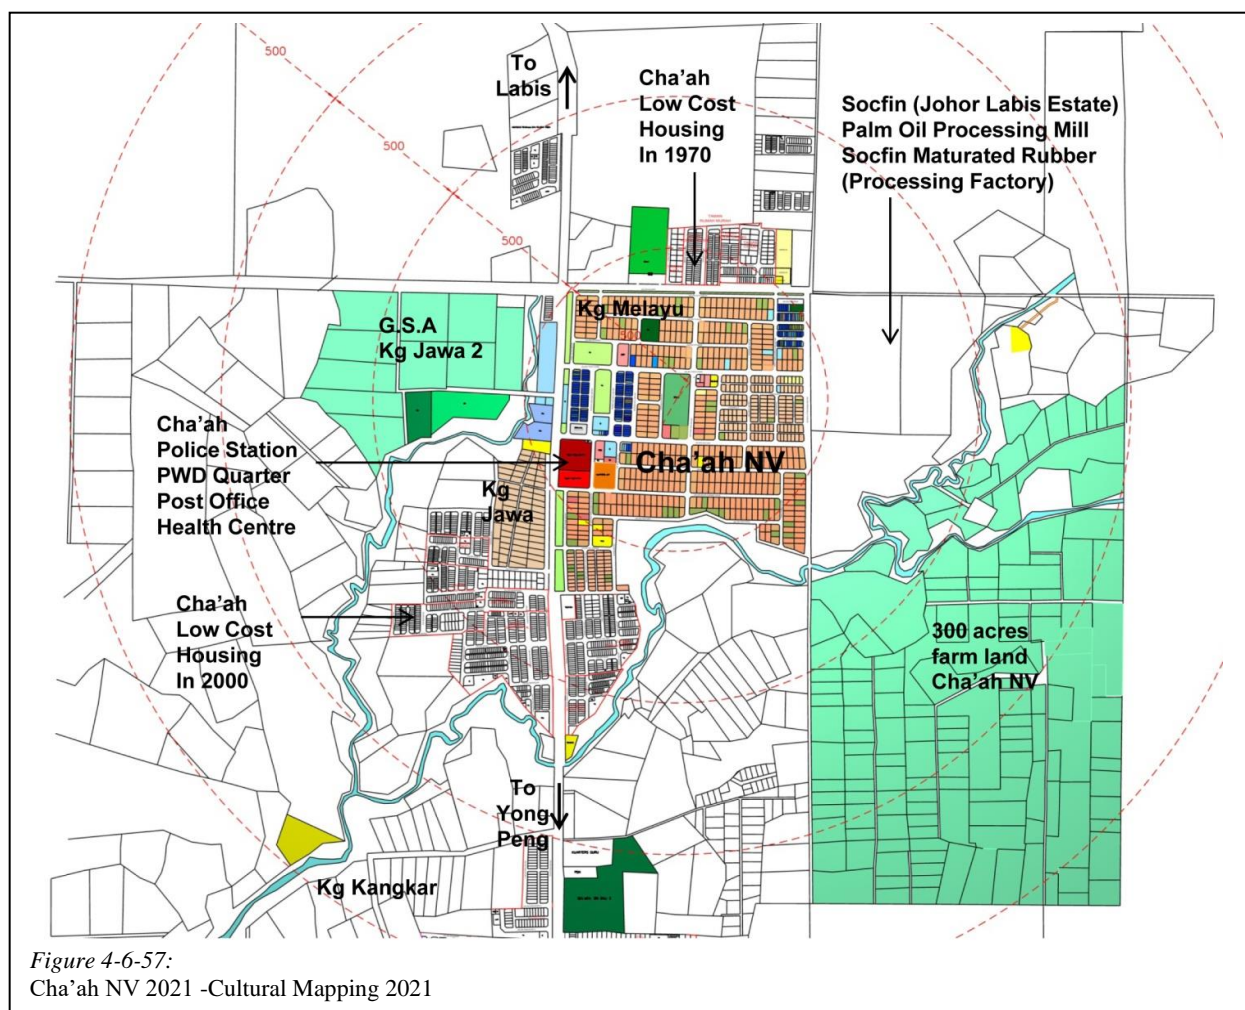 500
To
Labis
Cha’ah
Low Cost
Housing
In 1970
Socfin (Johor Labis Estate)
Palm Oil Processing Mill
Socfin Maturated Rubber
(Processing Factory)
500
500
Kg Melayu
500
G.S.A
Kg Jawa 2
Cha’ah
Police Station
PWD Quarter
Post Office
Health Centre
Cha’ah NV
Kg
Jawa
Cha’ah
Low Cost
Housing
In 2000
300 acres
farm land
Cha’ah NV
To
Yong
Peng
Kg Kangkar
Figure 4-6-57:
Cha’ah NV 2021 -Cultural Mapping 2021